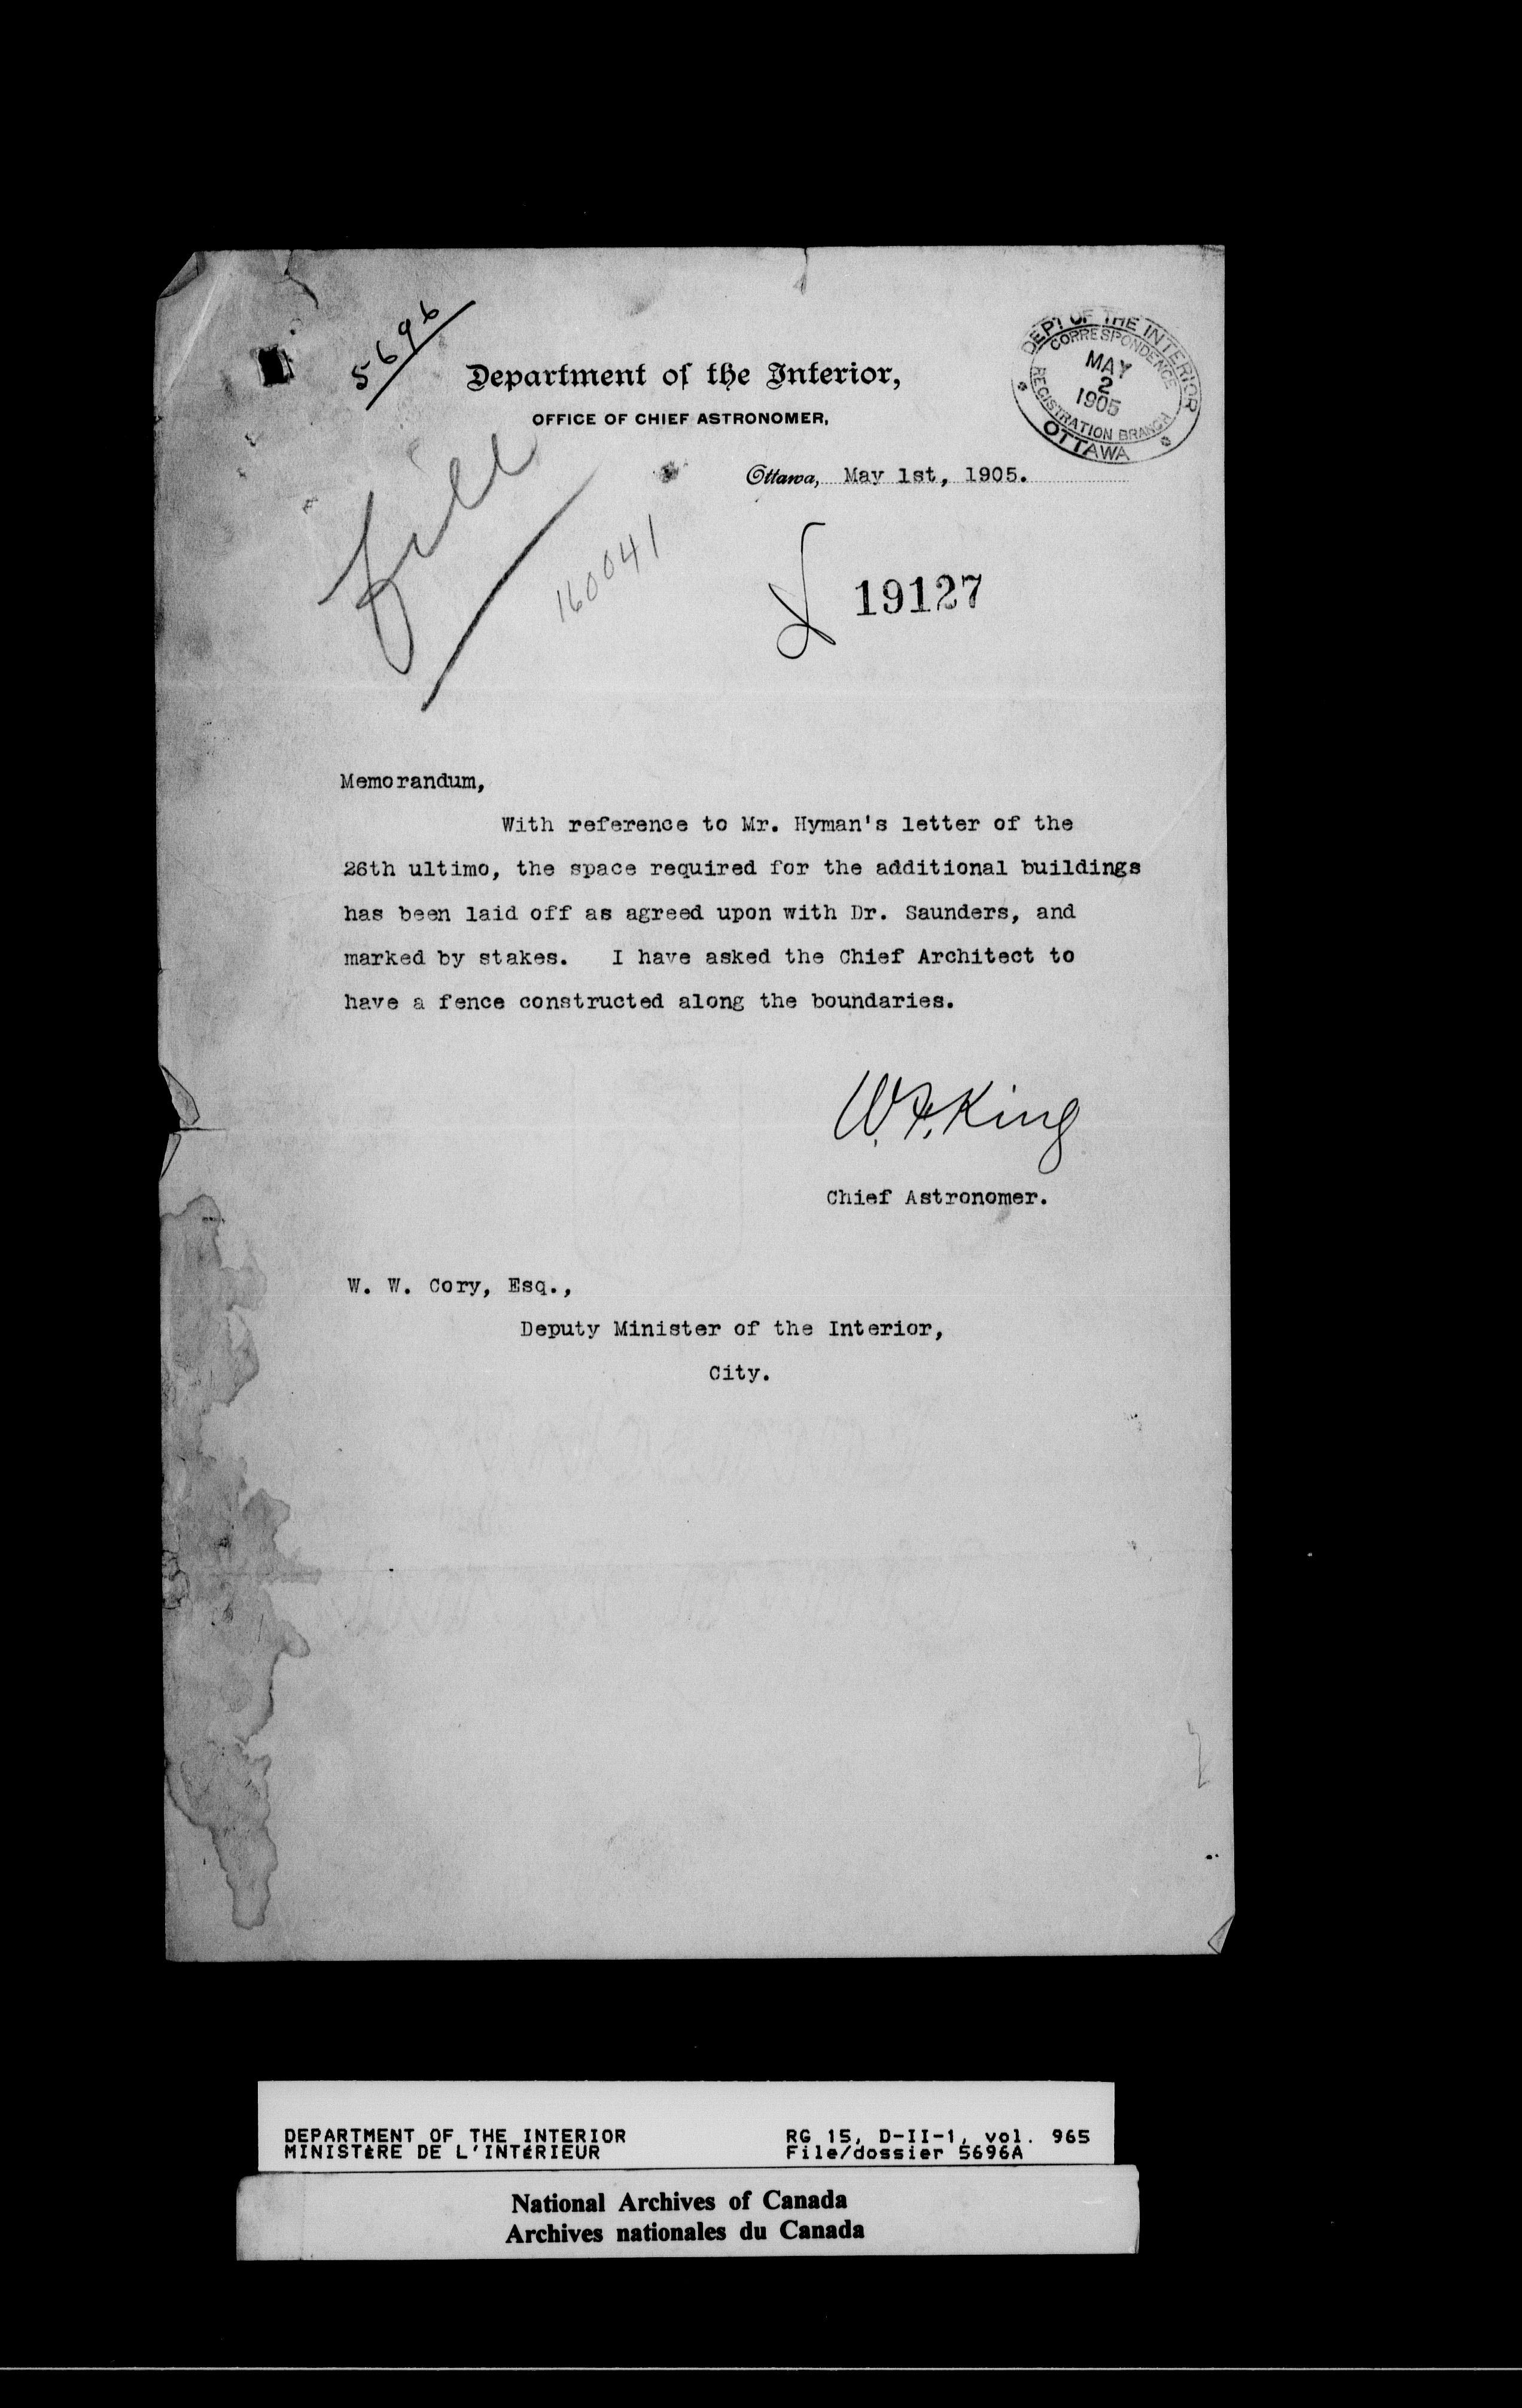 5696
Department of the Interior,
OFFICE OF CHIEF ASTRONOMER,
DEPT OF THE INTERIOR
CORRESPONDENCE
MAY
2
1905
REGISTRATION BRANCH
OTTAWA
Ottawa, May 1st, 1905.
file
160041
19127
Memorandum,
With reference to Mr. Hyman's letter of the
26th ultimo, the space required for the additional buildings
has been laid off as agreed upon with Dr. Saunders, and
marked by stakes. I have asked the Chief Architect to
have a fence constructed along the boundaries.
W.F. King
Chief Astronomer.
W. W. Cory, Esq.,
Deputy Minister of the Interior,
City.
DEPARTMENT OF THE INTERIOR RG 15, D-II-1, vol. 965
MINISTÈRE DE L'INTÉRIEUR File/dossier 5696A
National Archives of Canada
Archives nationales du Canada